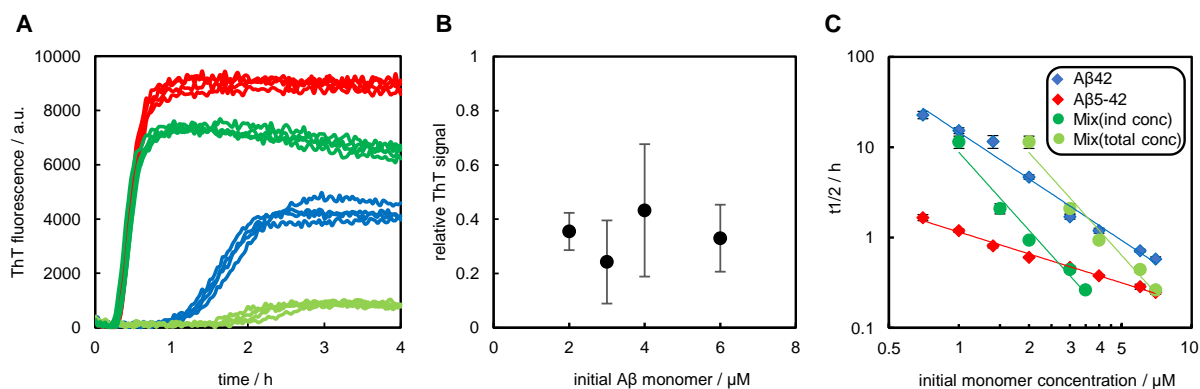 A
ThT fluorescence / a.u.
10000
8000
6000
4000
2000
0
0 1 2 3 4
time / h
B
relative ThT signal
1
0.8
0.6
0.4
0.2
0
0 2 4 6 8
initial Aβ monomer / µM
C
t1/2 / h
100
10
1
0.1
0.5 1 2 3 4 5 10
initial monomer concentration / µM
Aβ42
Aβ5-42
Mix(ind conc)
Mix(total conc)